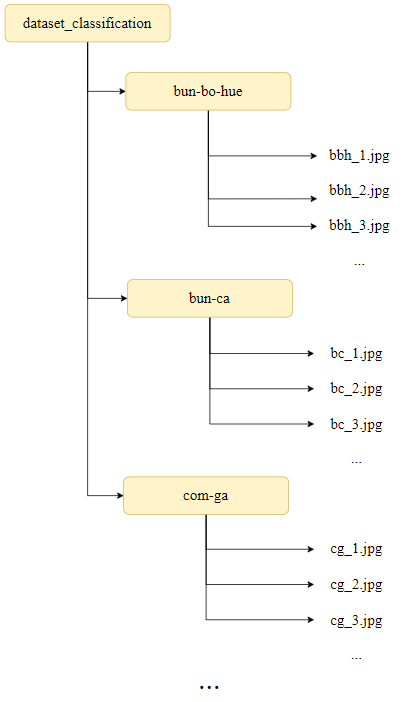 dataset_classification
bun-bo-hue
bbh_1.jpg
bbh_2.jpg
bbh_3.jpg
...
bun-ca
bc_1.jpg
bc_2.jpg
bc_3.jpg
...
com-ga
cg_1.jpg
cg_2.jpg
cg_3.jpg
...
...